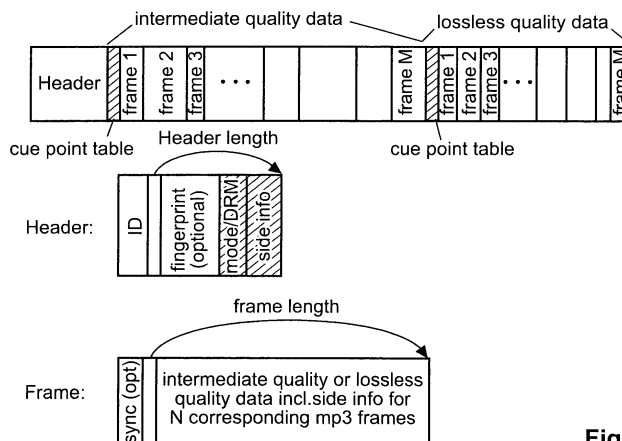 intermediate quality data
lossless quality data
Header
frame 1
frame 2
frame 3
...
frame M
frame 1
frame 2
frame 3
...
frame M
cue point table
cue point table
Header length
Header:
ID
fingerprint
(optional)
mode/DRM
side info
frame length
Frame:
sync (opt)
intermediate quality or lossless
quality data incl.side info for
N corresponding mp3 frames
Fig